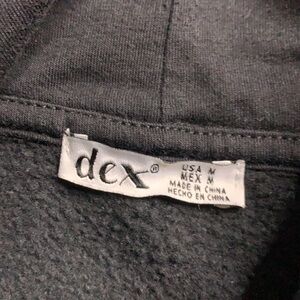 dex®
USA M
MEX M
MADE IN CHINA
HECHO EN CHINA